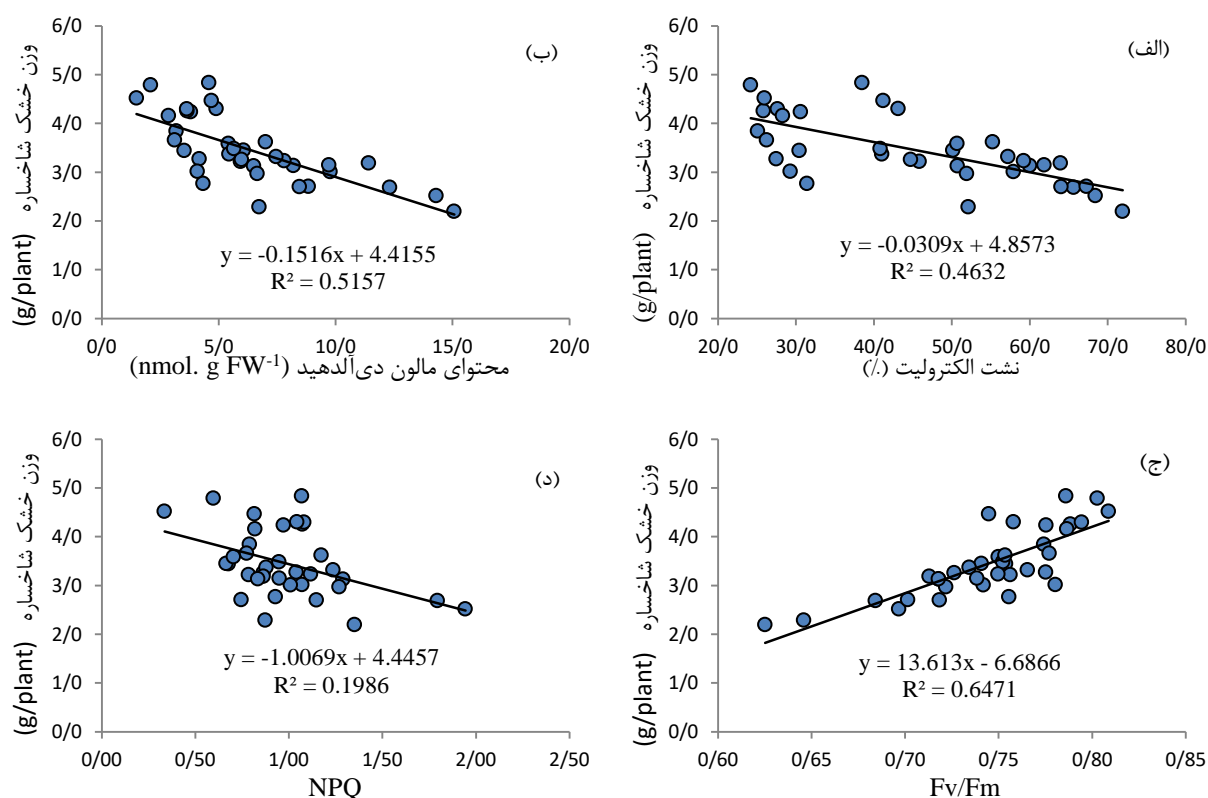 (الف)
وزن خشک شاخساره
(g/plant)
6/0
5/0
4/0
3/0
2/0
1/0
0/0
y = -0.0309x + 4.8573
R² = 0.4632
20/0 30/0 40/0 50/0 60/0 70/0 80/0
نشت الکترولیت (٪)
(ب)
وزن خشک شاخساره
(g/plant)
6/0
5/0
4/0
3/0
2/0
1/0
0/0
y = -0.1516x + 4.4155
R² = 0.5157
0/0 5/0 10/0 15/0 20/0
محتوای مالون دی‌آلدهید (nmol. g FW⁻¹)
(ج)
وزن خشک شاخساره
(g/plant)
6/0
5/0
4/0
3/0
2/0
1/0
0/0
y = 13.613x - 6.6866
R² = 0.6471
0/60 0/65 0/70 0/75 0/80 0/85
Fv/Fm
(د)
وزن خشک شاخساره
(g/plant)
6/0
5/0
4/0
3/0
2/0
1/0
0/0
y = -1.0069x + 4.4457
R² = 0.1986
0/00 0/50 1/00 1/50 2/00 2/50
NPQ